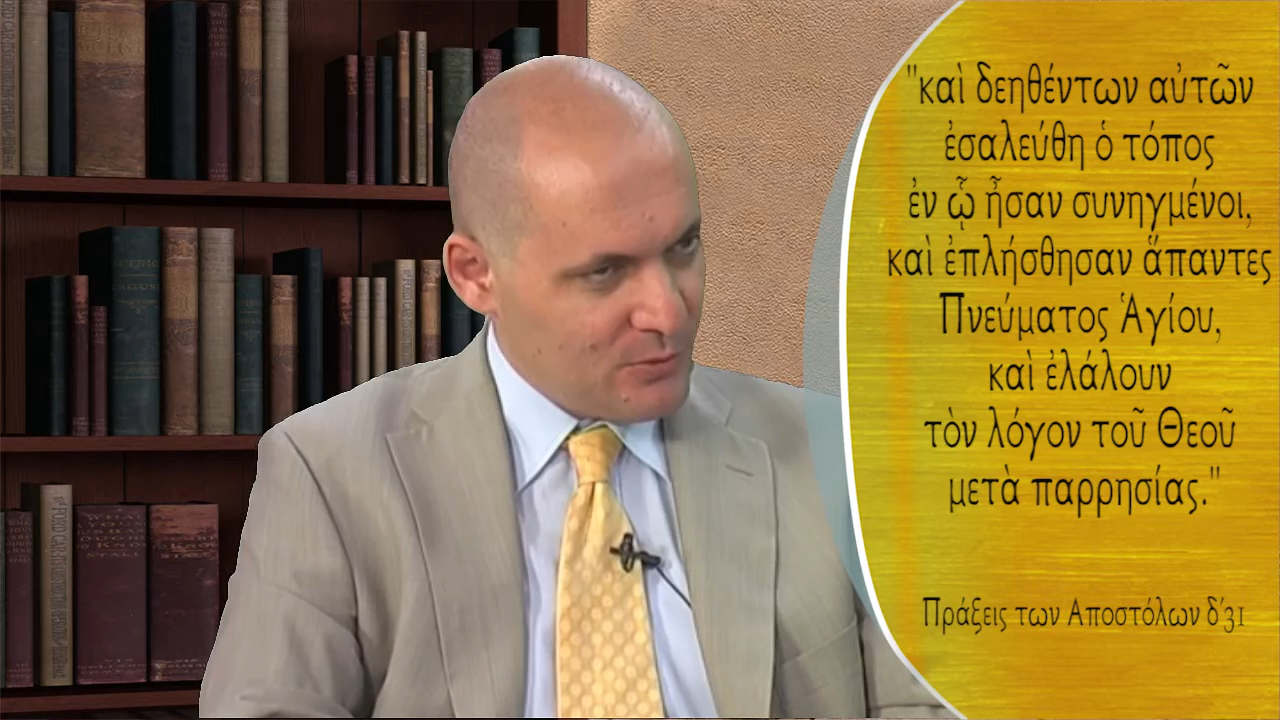 "καὶ δεηθέντων αὐτῶν
ἐσαλεύθη ὁ τόπος
ἐν ᾧ ἦσαν συνηγμένοι,
καὶ ἐπλήσθησαν ἅπαντες
Πνεύματος Ἁγίου,
καὶ ἐλάλουν
τὸν λόγον τοῦ Θεοῦ
μετὰ παρρησίας."
Πράξεις των Αποστόλων δ΄31